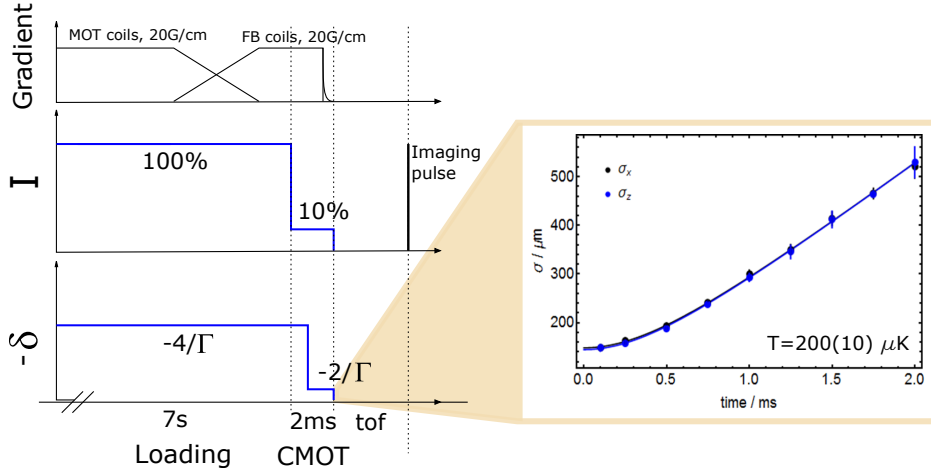 Gradient
MOT coils, 20G/cm
FB coils, 20G/cm
I
100%
10%
Imaging
pulse
-δ
-4/Γ
-2/Γ
7s
2ms
tof
Loading
CMOT
σ / μm
500
400
300
200
σx
σz
T=200(10) μK
0.0
0.5
1.0
1.5
2.0
time / ms